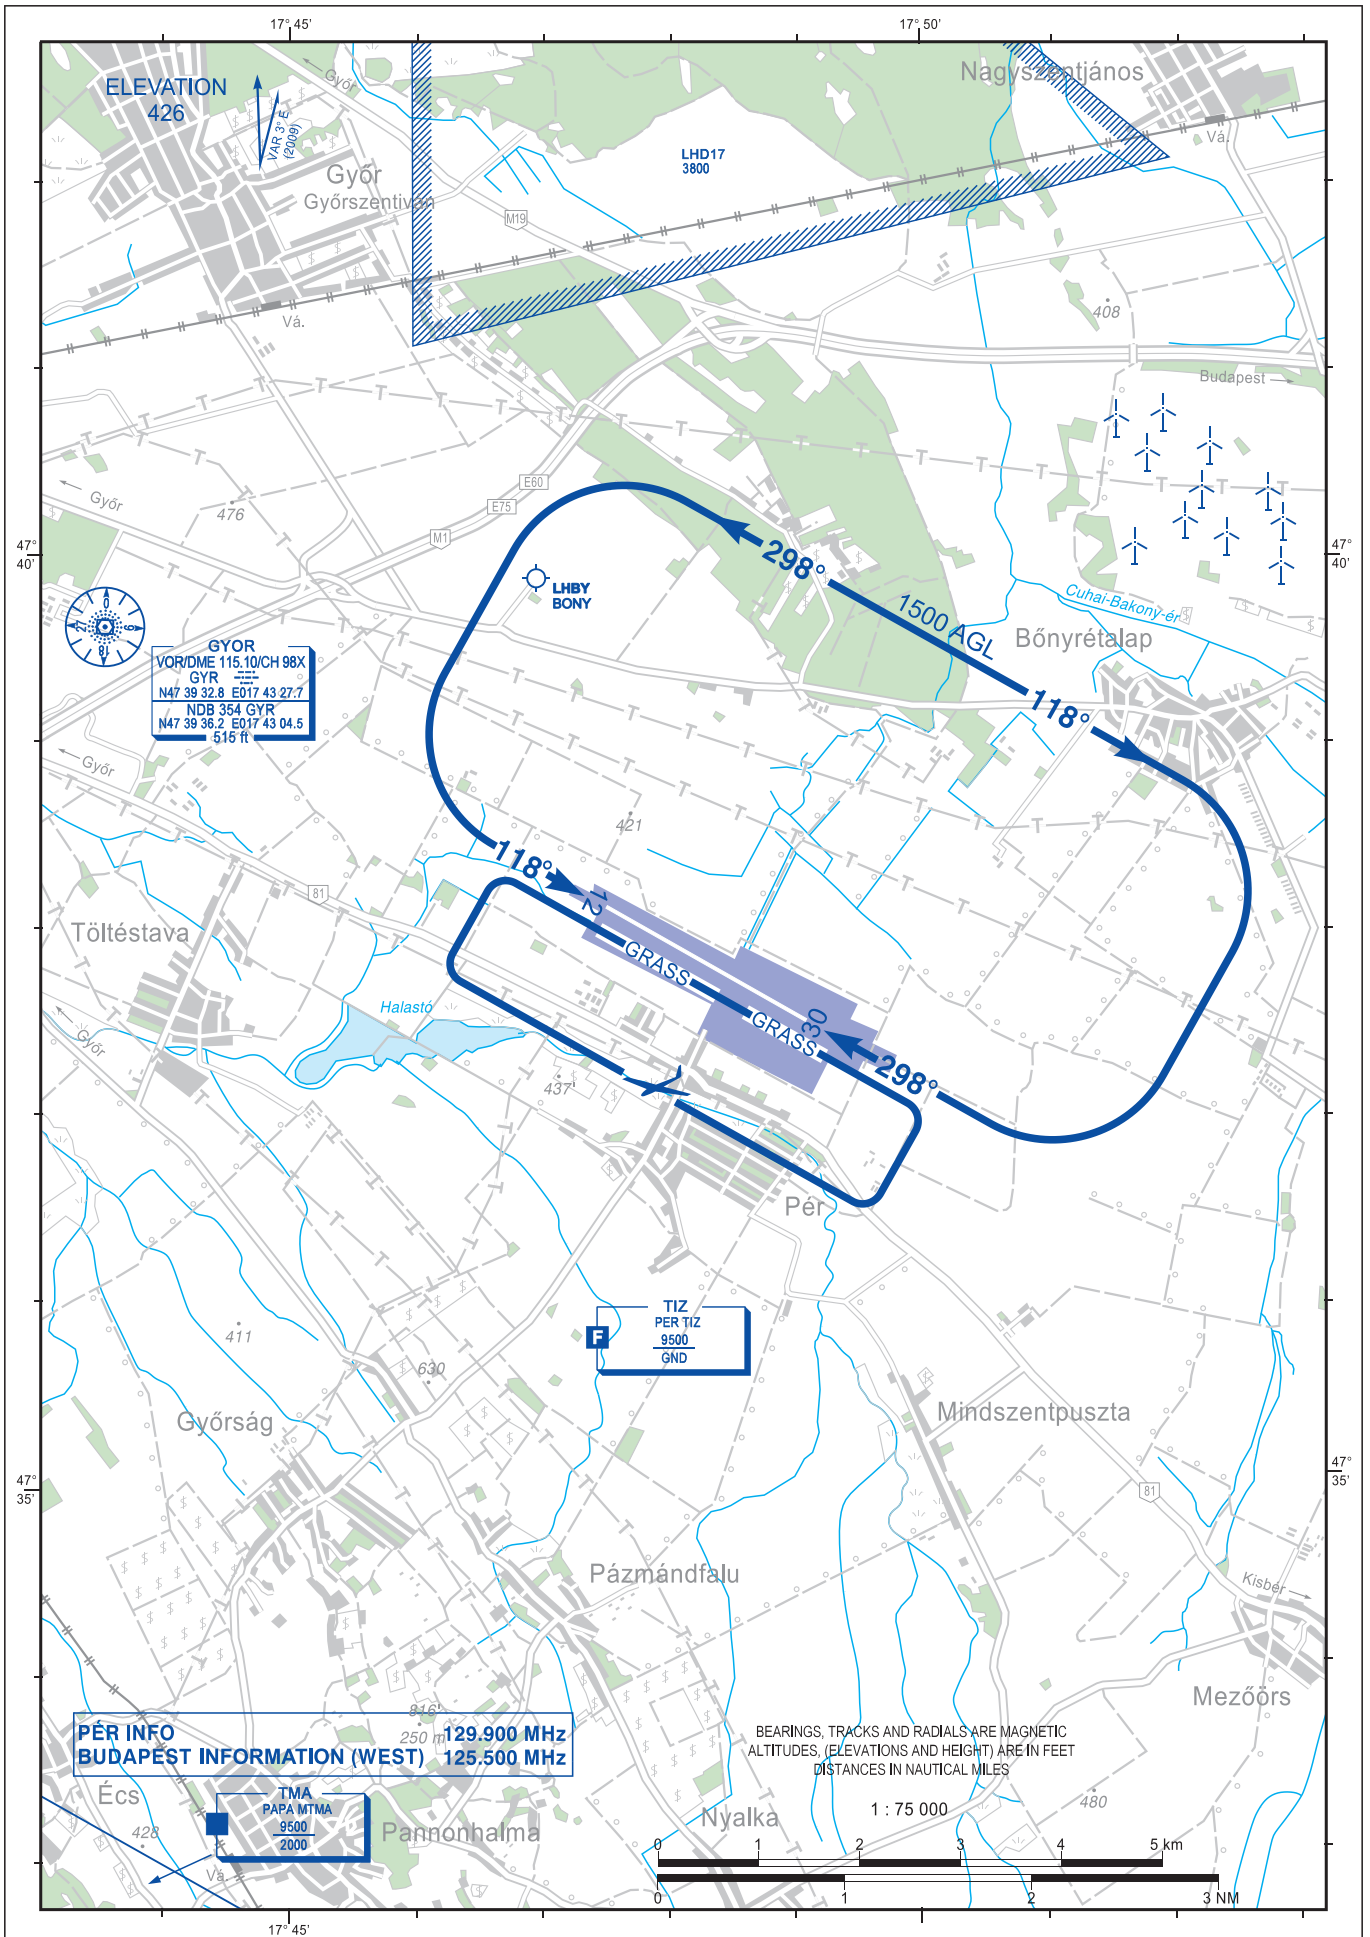 17° 45'
17° 50'
ELEVATION
426
VAR 3° E
(2009)
Győr
Nagyszentjános
Vá.
LHD17
3800
Győr
Győrszentiván
M19
Vá.
408
Budapest
E60
E75
M1
Győr
476
47°
40'
47°
40'
298°
LHBY
BONY
1500 AGL
Cuhai-Bakony-ér
Bőnyrétalap
118°
0
9
18
27
GYOR
VOR/DME 115.10/CH 98X
GYR
N47 39 32.8 E017 43 27.7
NDB 354 GYR
N47 39 36.2 E017 43 04.5
515 ft
Győr
421
118°
81
12
Töltéstava
GRASS
Halastó
GRASS
30
298°
Győr
437'
Pér
TIZ
PER TIZ
9500
GND
F
411
630
Győrság
Mindszentpuszta
47°
35'
47°
35'
81
Pázmándfalu
Kisbér
Mezőörs
816'
250 m
PÉR INFO 129.900 MHz
BUDAPEST INFORMATION (WEST) 125.500 MHz
BEARINGS, TRACKS AND RADIALS ARE MAGNETIC
ALTITUDES, (ELEVATIONS AND HEIGHT) ARE IN FEET
DISTANCES IN NAUTICAL MILES
1 : 75 000
Écs
TMA
PAPA MTMA
9500
2000
428
Vá.
Pannonhalma
Nyalka
480
0 1 2 3 4 5 km
0 1 2 3 NM
17° 45'